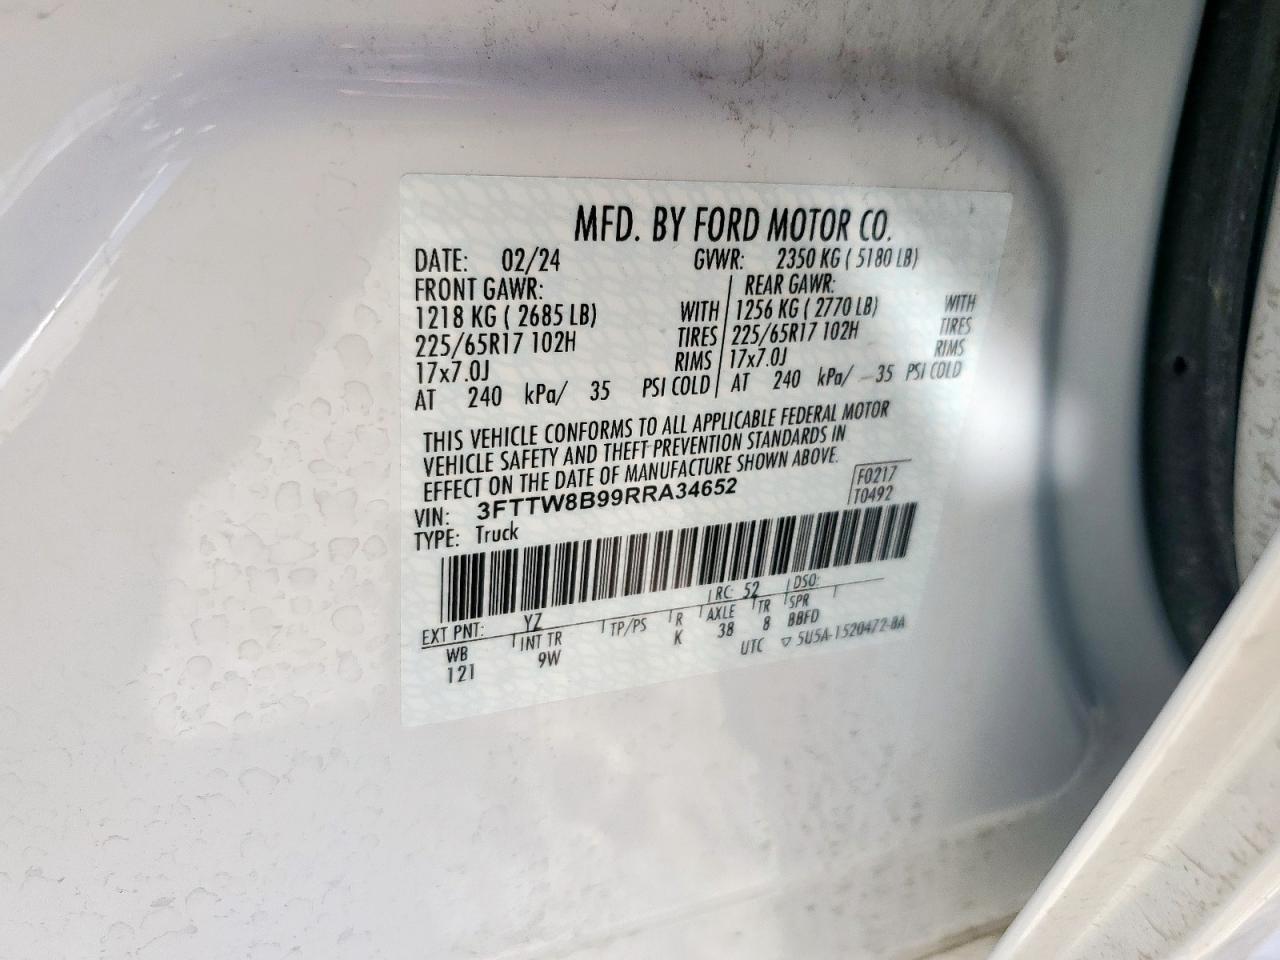 MFD. BY FORD MOTOR CO.
DATE: 02/24 GVWR: 2350 KG ( 5180 LB)
FRONT GAWR: REAR GAWR:
1218 KG ( 2685 LB) WITH 1256 KG ( 2770 LB) WITH
225/65R17 102H TIRES 225/65R17 102H TIRES
17x7.0J RIMS 17x7.0J RIMS
AT 240 kPa/ 35 PSI COLD AT 240 kPa/ 35 PSI COLD
THIS VEHICLE CONFORMS TO ALL APPLICABLE FEDERAL MOTOR
VEHICLE SAFETY AND THEFT PREVENTION STANDARDS IN
EFFECT ON THE DATE OF MANUFACTURE SHOWN ABOVE.
F0217
VIN: 3FTTW8B99RRA34652 T0492
TYPE: Truck
RC: 52 DSO:
EXT PNT: YZ
WB INT TR TP/PS R AXLE TR SPR
121 9W K 38 8 BBFD
UTC ▽ 5U5A-1520472-BA